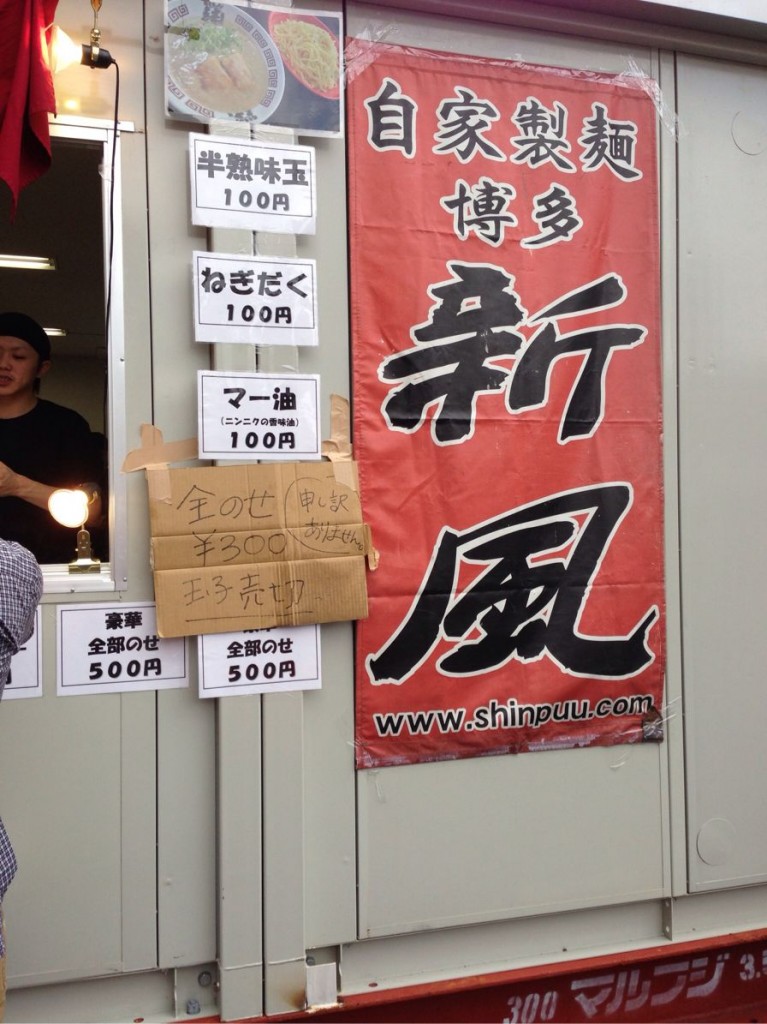 半熟味玉
100円
ねぎだく
100円
マー油
(ニンニクの香味油)
100円
全のせ
¥300
申し訳
ありません
玉子売切
豪華
全部のせ
500円
全部のせ
500円
自家製麺
博多
新
風
www.shinpuu.com
300 マルフジ 3.5